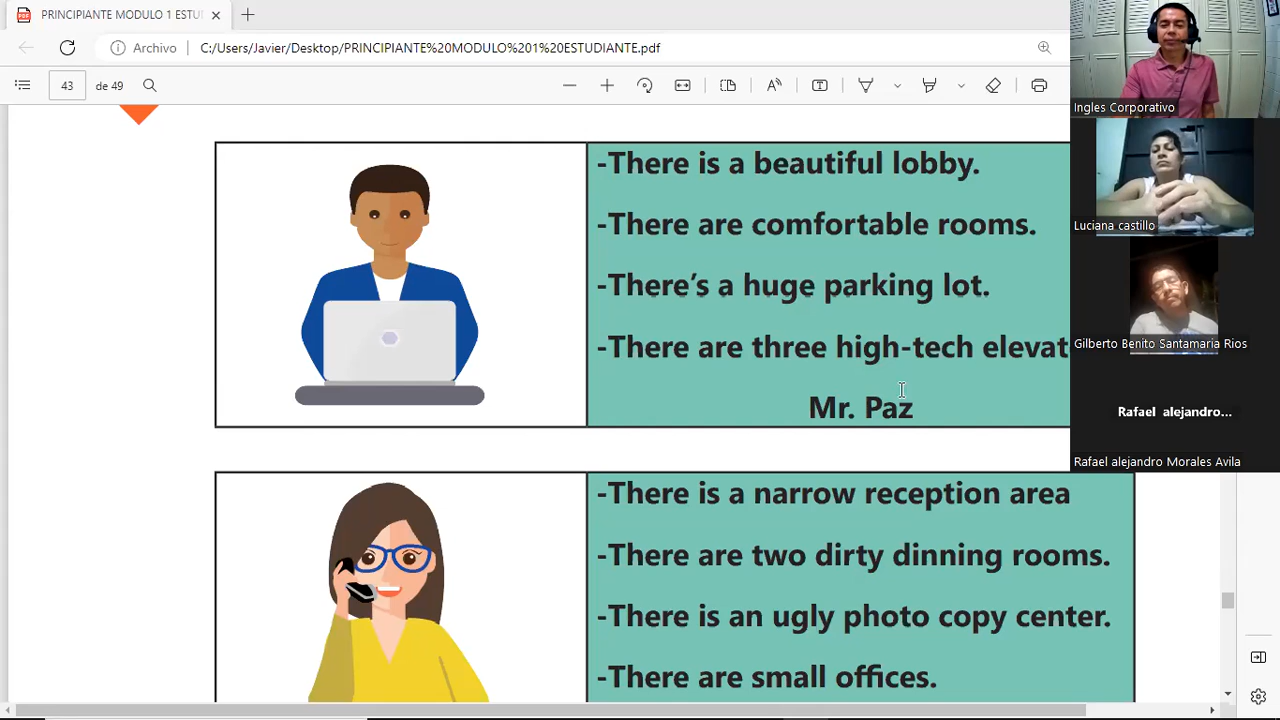 PRINCIPIANTE MODULO 1 ESTU
Archivo
C:/Users/Javier/Desktop/PRINCIPIANTE%20MODULO%201%20ESTUDIANTE.pdf
43
de 49
-There is a beautiful lobby.
-There are comfortable rooms.
-There's a huge parking lot.
-There are three high-tech elevat
Mr. Paz
-There is a narrow reception area
-There are two dirty dinning rooms.
-There is an ugly photo copy center.
-There are small offices.
Ingles Corporativo
Luciana castillo
Gilberto Benito Santamaria Rios
Rafael alejandro...
Rafael alejandro Morales Avila